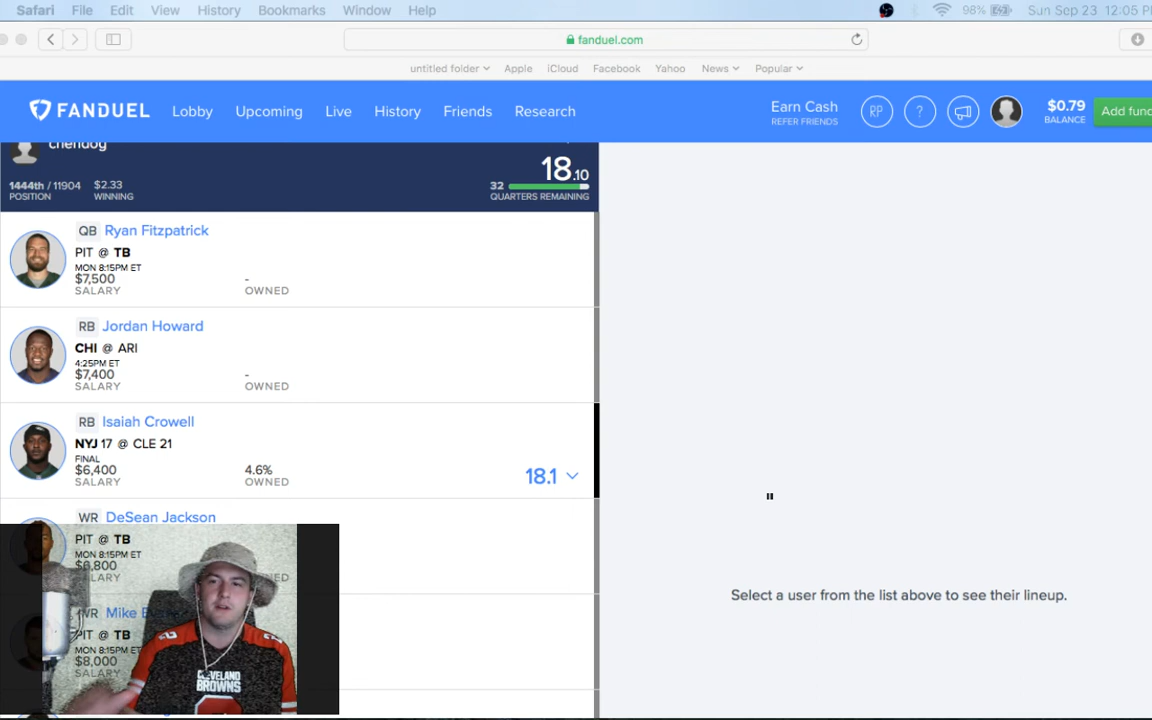 Safari File Edit View History Bookmarks Window Help 98% Sun Sep 23 12:05
fanduel.com
untitled folder Apple iCloud Facebook Yahoo News Popular
FANDUEL Lobby Upcoming Live History Friends Research Earn Cash REFER FRIENDS RP ? $0.79 BALANCE Add
chendog
18.10
1444th / 11904 POSITION
$2.33 WINNING
32 QUARTERS REMAINING
QB Ryan Fitzpatrick
PIT @ TB
MON 8:15PM ET
$7,500 -
SALARY OWNED
RB Jordan Howard
CHI @ ARI
4:25PM ET
$7,400 -
SALARY OWNED
RB Isaiah Crowell
NYJ 17 @ CLE 21
FINAL
$6,400 4.6% 18.1
SALARY OWNED
WR DeSean Jackson
PIT @ TB
MON 8:15PM ET
$6,800
SALARY OWNED
WR Mike
PIT @ TB
MON 8:15PM ET
$8,000
SALARY
CLEVELAND
BROWNS
Select a user from the list above to see their lineup.